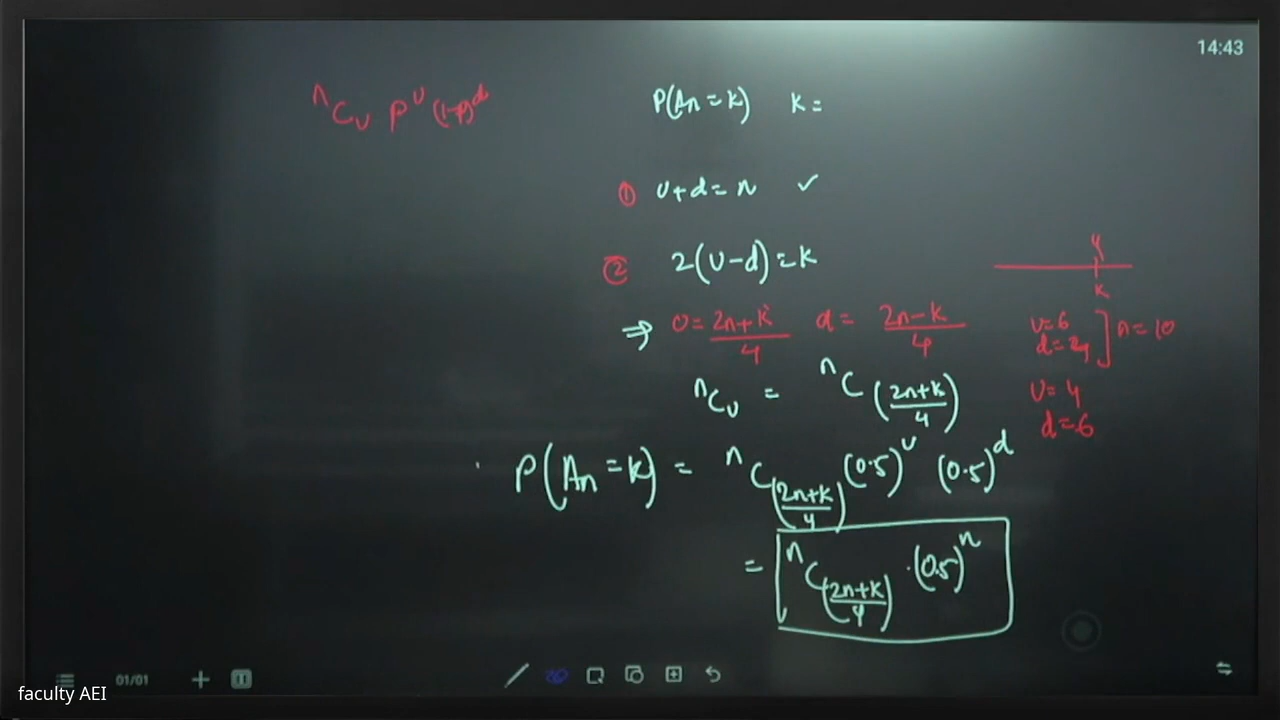 14:43
nCu p^u (1-p)^d
P(An = k)   k =
① u+d = n ✓
② 2(u-d) = k
y
k
⇒ u = (2n+k)/4   d = (2n-k)/4
u=6
d=4 ] n=10
u=4
d=6
nCu = nC((2n+k)/4)
P(An = k) = nC((2n+k)/4) (0.5)^u (0.5)^d
= nC((2n+k)/4) · (0.5)^n
01/01
faculty AEI